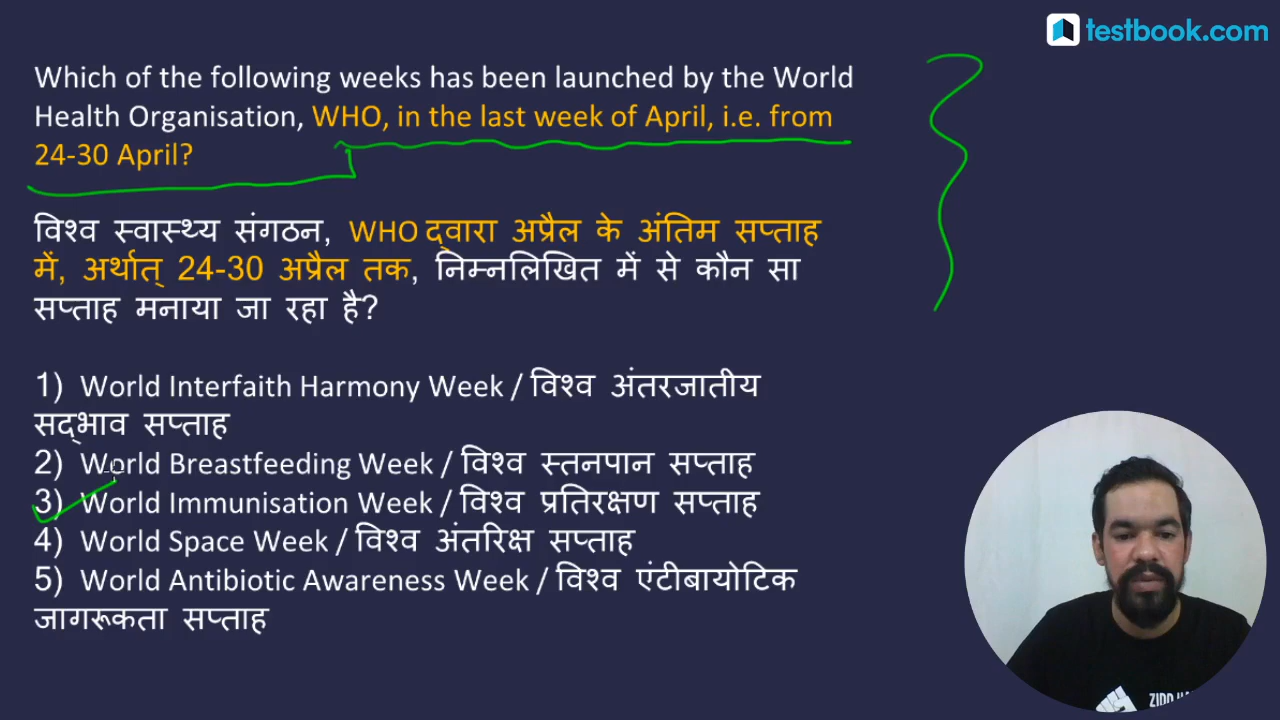 testbook.com
Which of the following weeks has been launched by the World
Health Organisation, WHO, in the last week of April, i.e. from
24-30 April?
विश्व स्वास्थ्य संगठन, WHO द्वारा अप्रैल के अंतिम सप्ताह
में, अर्थात् 24-30 अप्रैल तक, निम्नलिखित में से कौन सा
सप्ताह मनाया जा रहा है?
1) World Interfaith Harmony Week / विश्व अंतरजातीय
सद्भाव सप्ताह
2) World Breastfeeding Week / विश्व स्तनपान सप्ताह
3) World Immunisation Week / विश्व प्रतिरक्षण सप्ताह
4) World Space Week / विश्व अंतरिक्ष सप्ताह
5) World Antibiotic Awareness Week / विश्व एंटीबायोटिक
जागरूकता सप्ताह